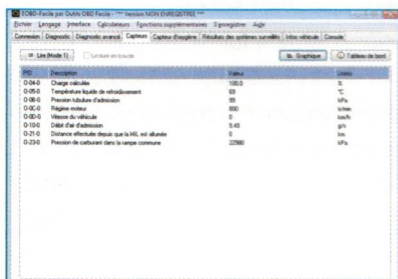 EOBD-Facile par Outils OBD Facile - *** Version NON ENREGISTREE ***
Fichier Langage Interface Calculateurs Fonctions supplémentaires S'enregistrer Aide
Connexion Diagnostic Diagnostic avancé Capteurs Capteur d'oxygène Résultats des systèmes surveillés Infos véhicule Console
Lire (Mode 1) Lecture en boucle Graphique Tableau de bord
PID Description Valeur Unités
0-04-0 Charge calculée 100.0 %
0-05-0 Température liquide de refroidissement 69 °C
0-0B-0 Pression tubulure d'admission 99 kPa
0-0C-0 Régime moteur tr/min
0-0D-0 Vitesse du véhicule 0 km/h
0-10-0 Débit d'air d'admission 9.40 g/s
0-21-0 Distance effectuée depuis que la MIL est allumée 0 km
0-23-0 Pression de carburant dans la rampe commune 22980 kPa